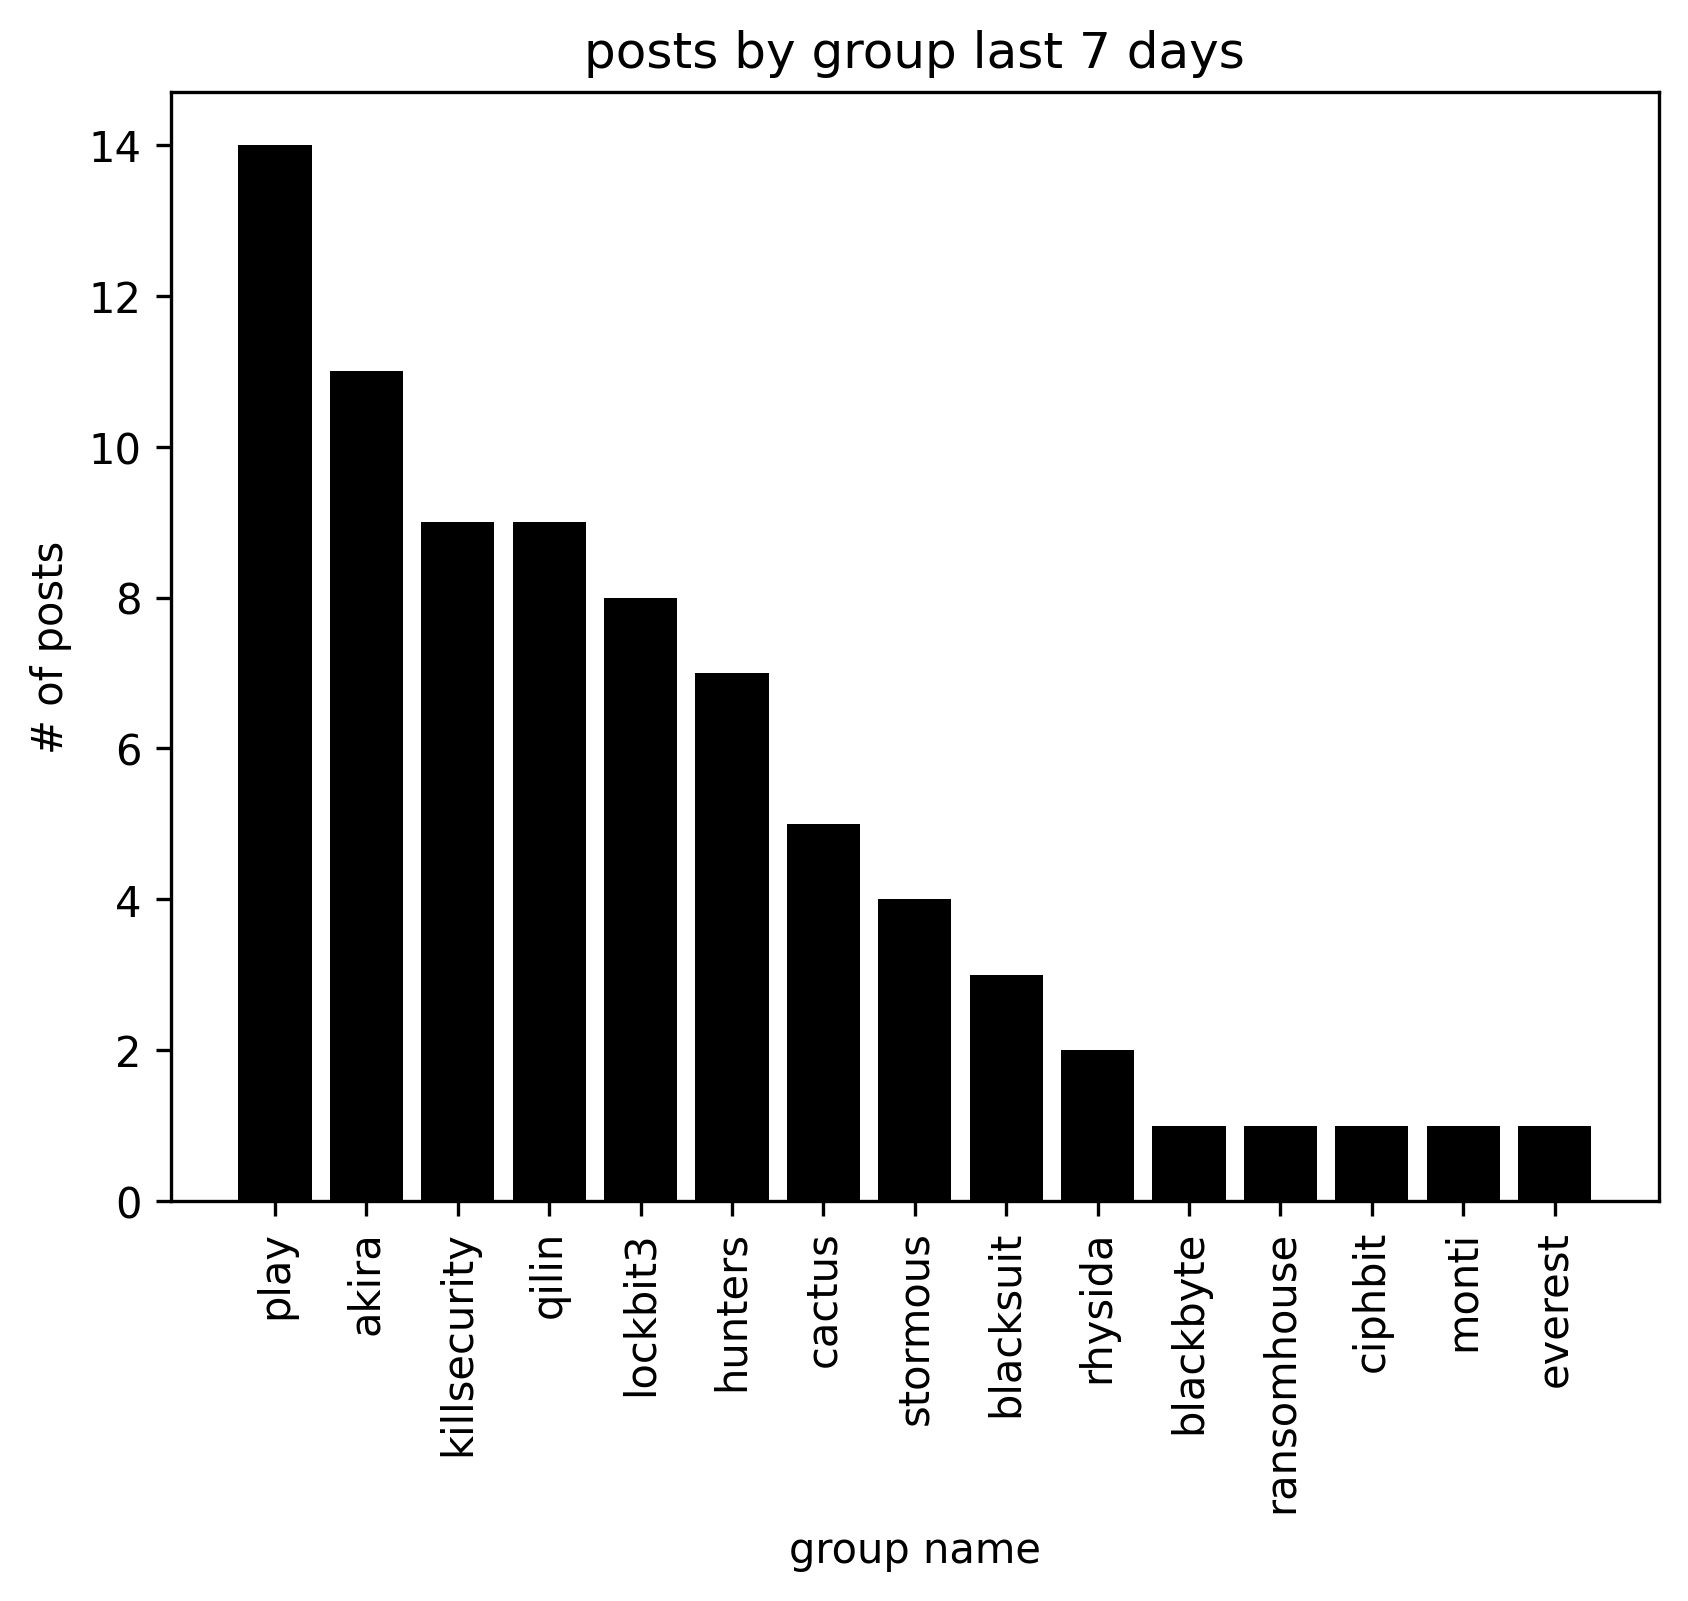 posts by group last 7 days
# of posts
14
12
10
8
6
4
2
0
play
akira
killsecurity
qilin
lockbit3
hunters
cactus
stormous
blacksuit
rhysida
blackbyte
ransomhouse
ciphbit
monti
everest
group name